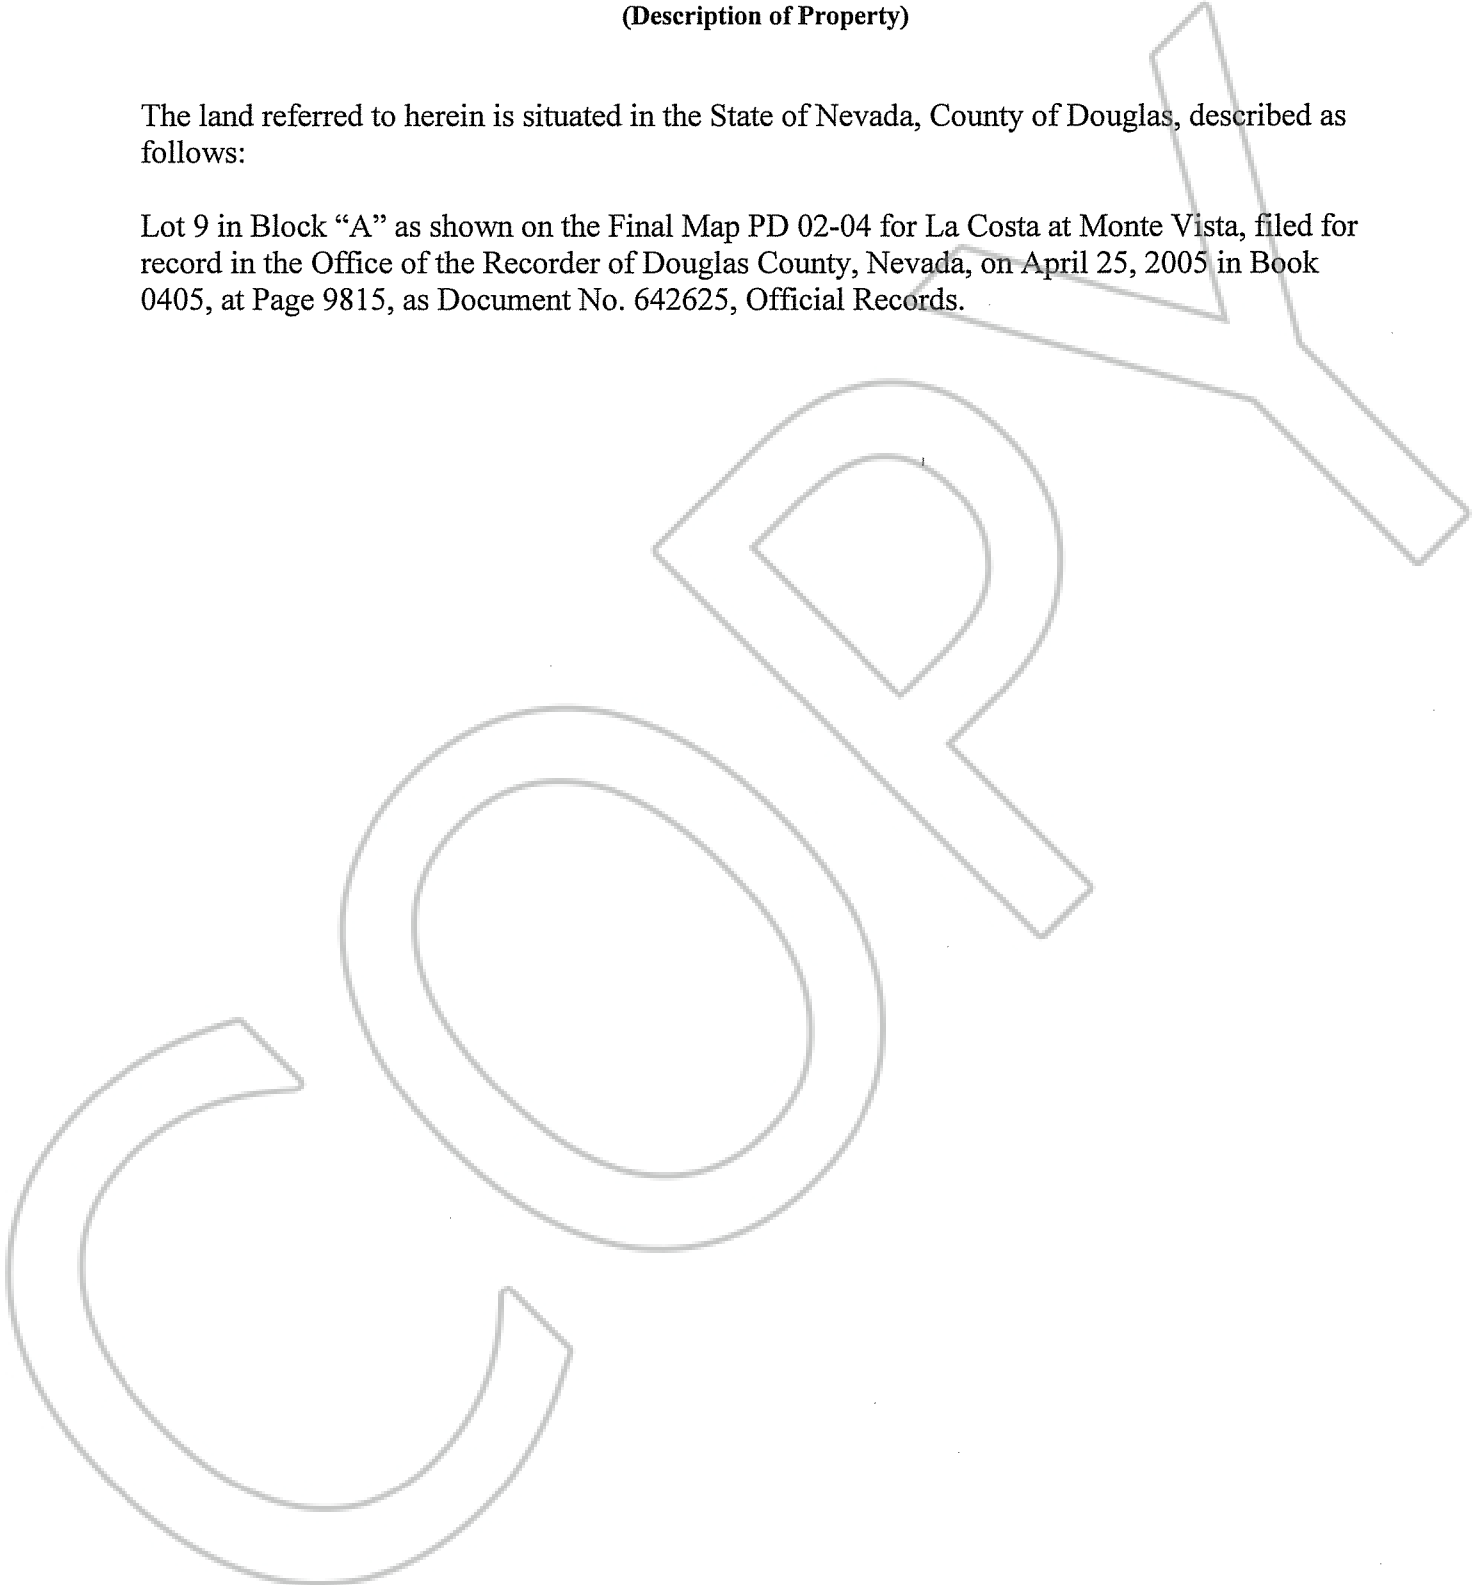 (Description of Property)
The land referred to herein is situated in the State of Nevada, County of Douglas, described as
follows:
Lot 9 in Block “A” as shown on the Final Map PD 02-04 for La Costa at Monte Vista, filed for
record in the Office of the Recorder of Douglas County, Nevada, on April 25, 2005 in Book
0405, at Page 9815, as Document No. 642625, Official Records.
COPY